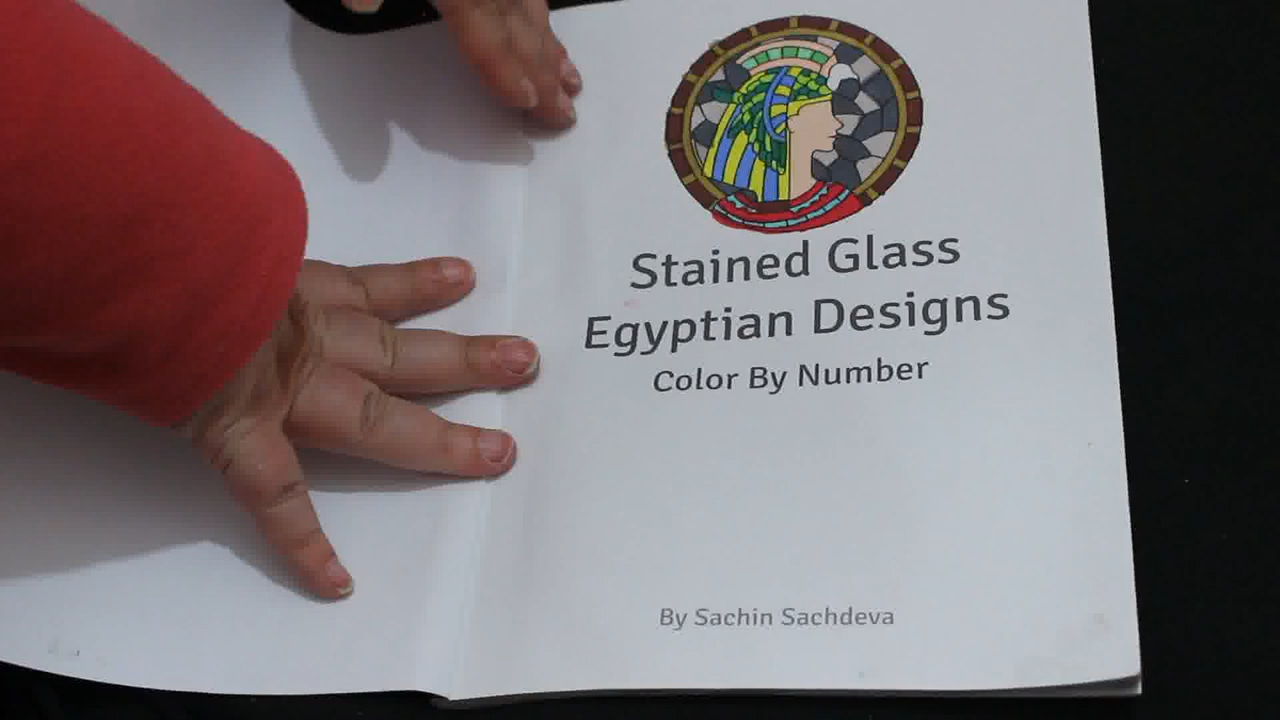 Stained Glass
Egyptian Designs
Color By Number
By Sachin Sachdeva